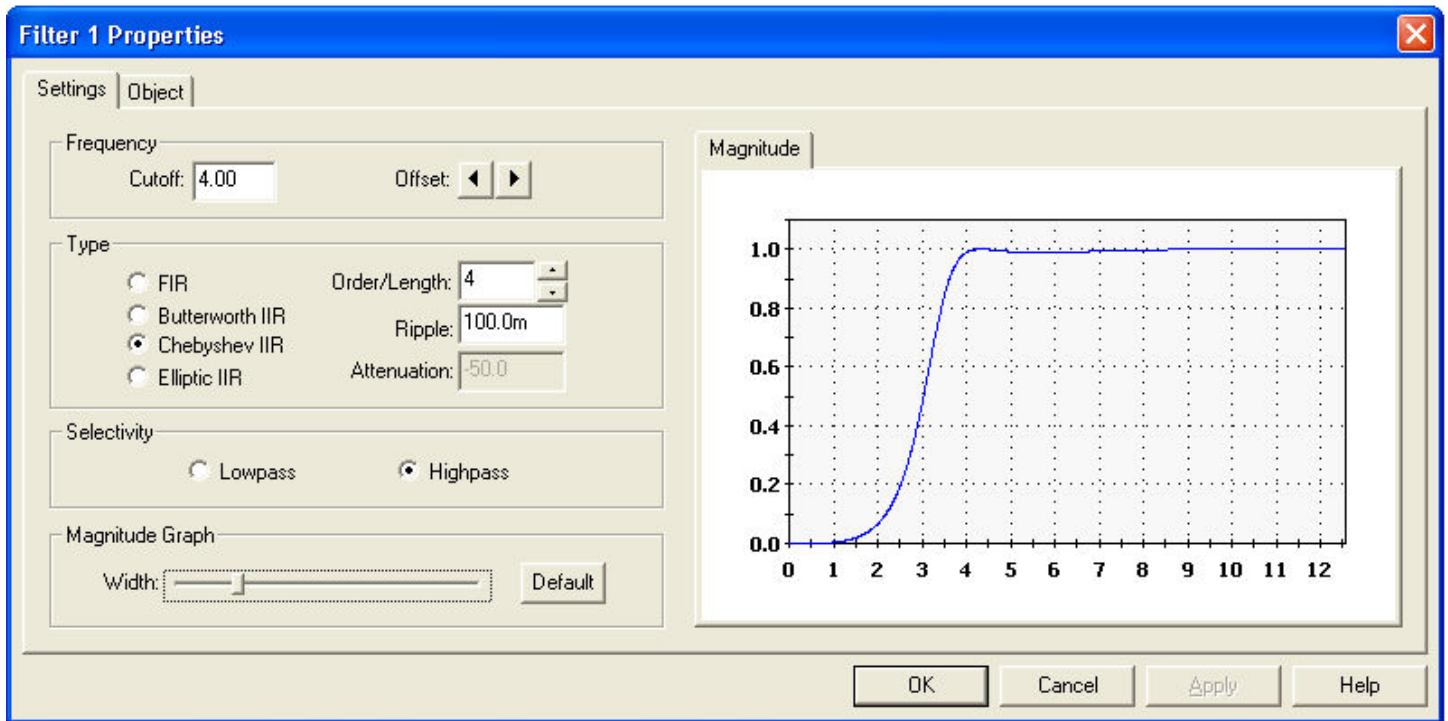 Filter 1 Properties
Settings Object
Frequency
Cutoff: 4.00 Offset:
Type
FIR
Butterworth IIR
Chebyshev IIR
Elliptic IIR
Order/Length: 4
Ripple: 100.0m
Attenuation: -50.0
Selectivity
Lowpass Highpass
Magnitude Graph
Width: Default
Magnitude
1.0
0.8
0.6
0.4
0.2
0.0
0 1 2 3 4 5 6 7 8 9 10 11 12
OK Cancel Apply Help